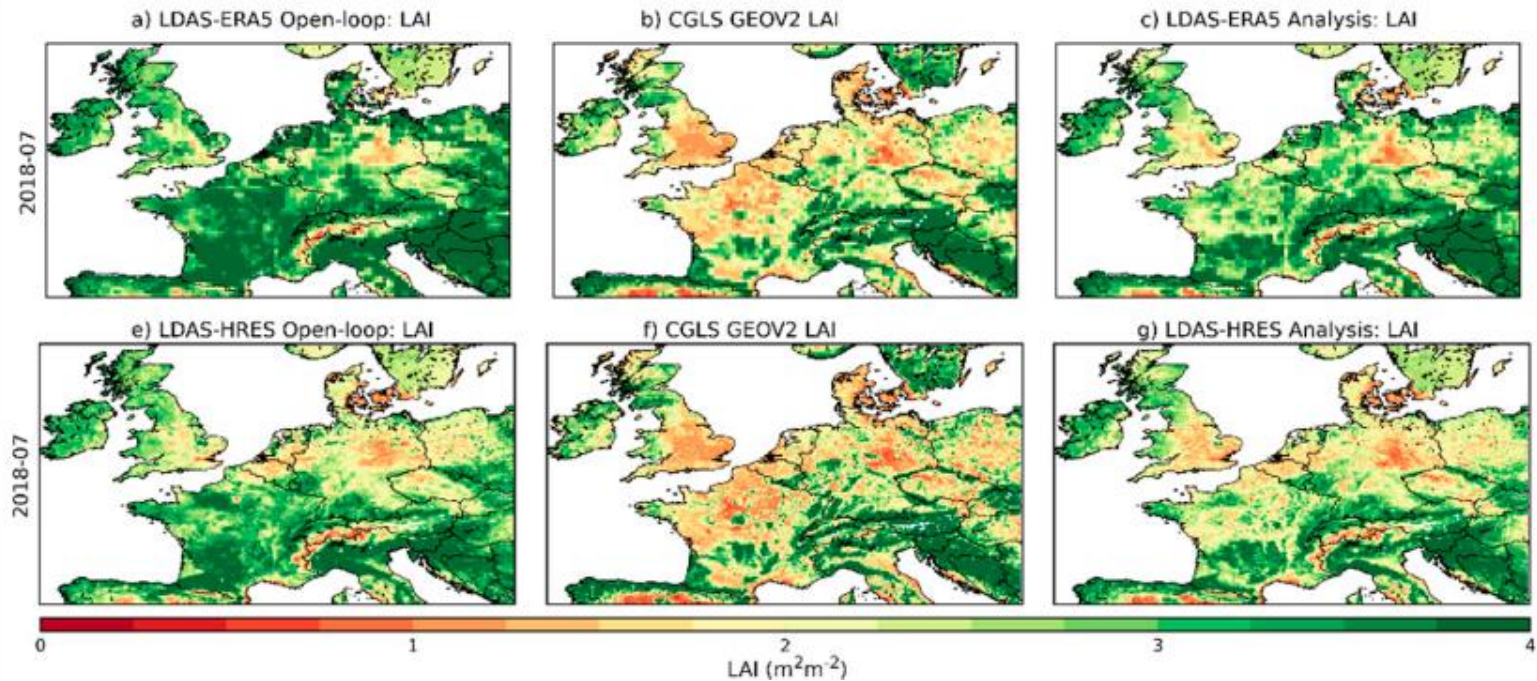 a) LDAS-ERA5 Open-loop: LAI
b) CGLS GEOV2 LAI
c) LDAS-ERA5 Analysis: LAI
2018-07
e) LDAS-HRES Open-loop: LAI
f) CGLS GEOV2 LAI
g) LDAS-HRES Analysis: LAI
2018-07
0 1 2 3 4
LAI (m²m⁻²)